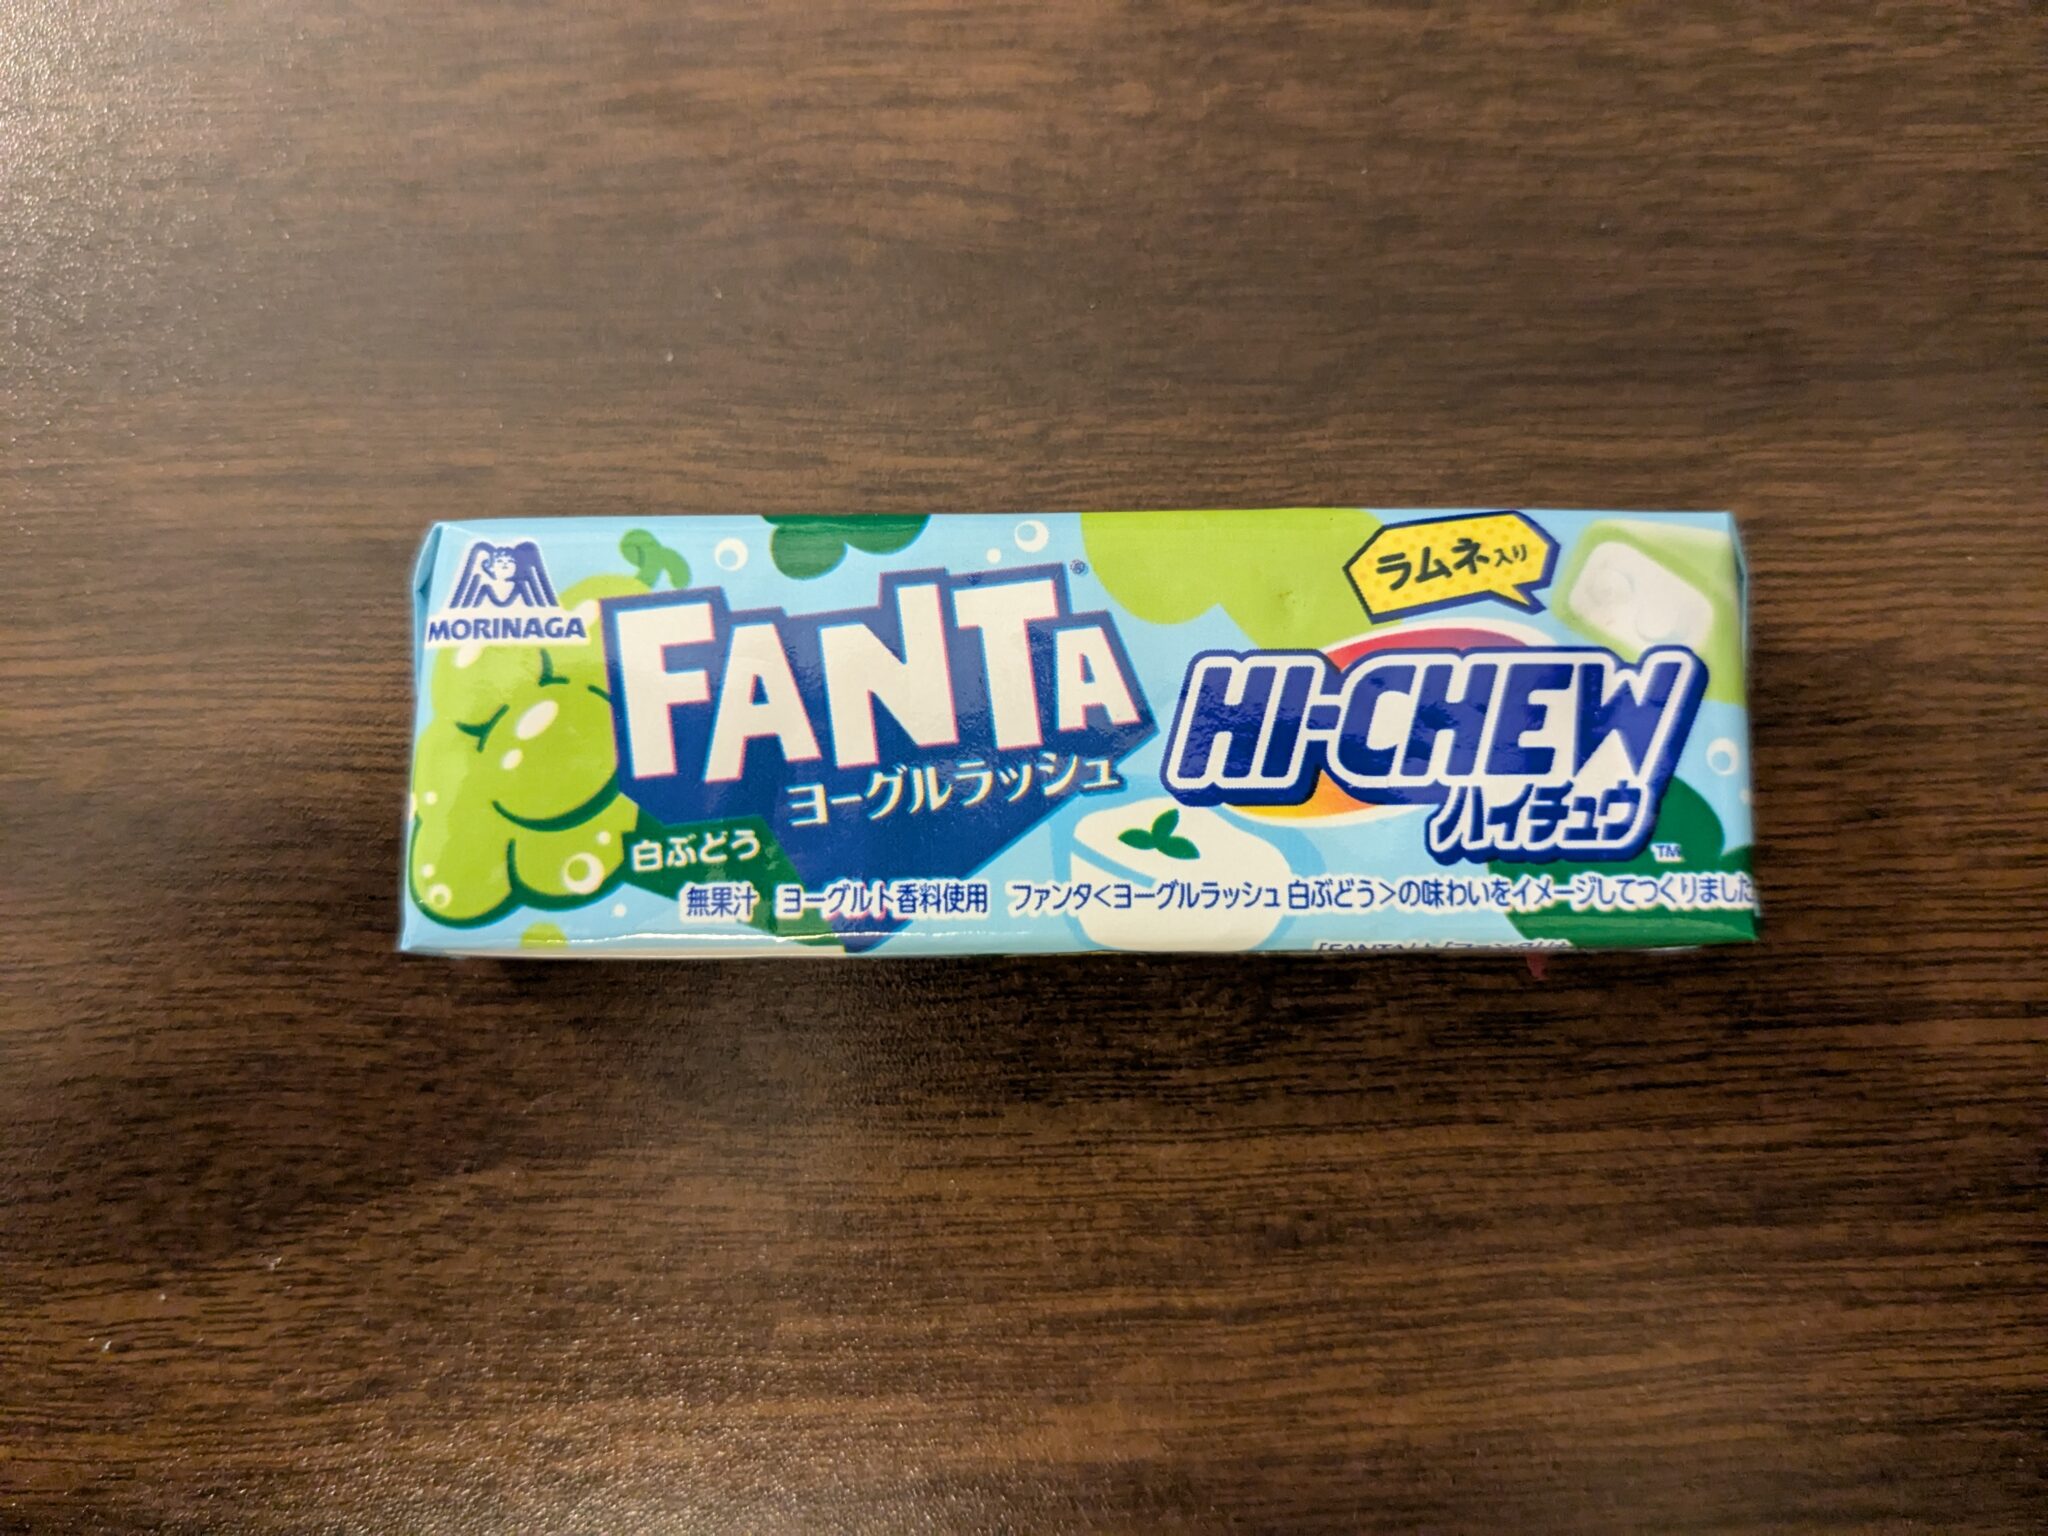 MORINAGA
FANTA®
ヨーグルラッシュ
白ぶどう
ラムネ入り
HI-CHEW
ハイチュウ™
無果汁 ヨーグルト香料使用 ファンタ<ヨーグルラッシュ 白ぶどう>の味わいをイメージしてつくりました